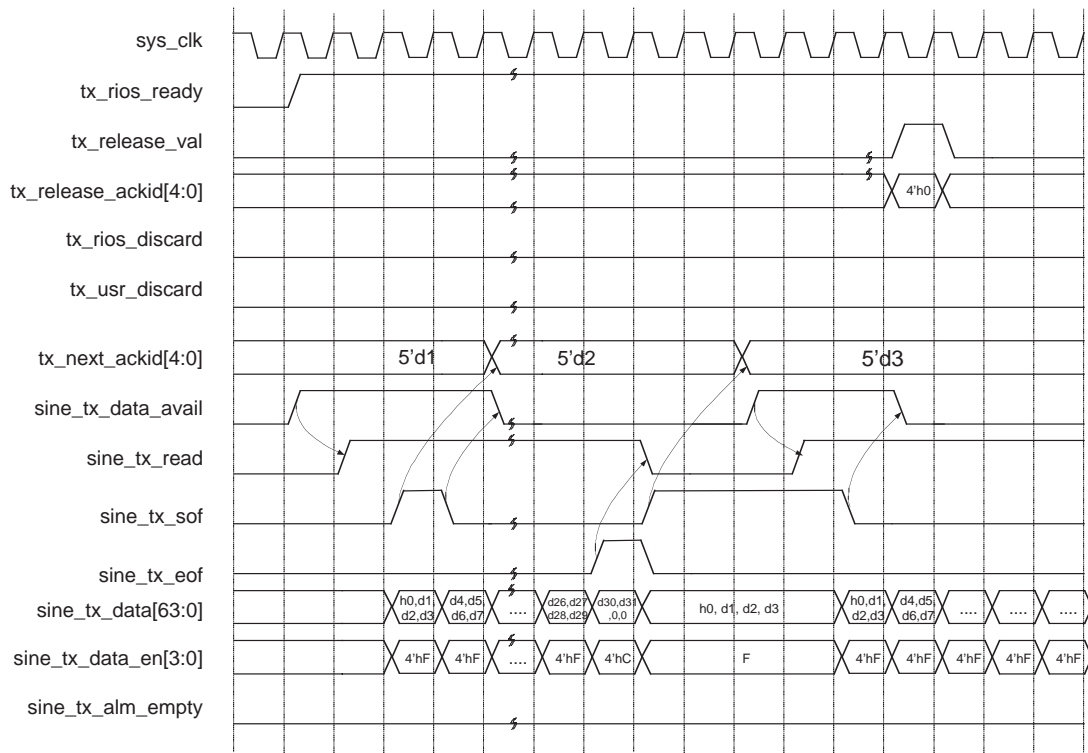 sys_clk
tx_rios_ready
tx_release_val
tx_release_ackid[4:0]
4'h0
tx_rios_discard
tx_usr_discard
tx_next_ackid[4:0]
5'd1
5'd2
5'd3
sine_tx_data_avail
sine_tx_read
sine_tx_sof
sine_tx_eof
sine_tx_data[63:0]
h0,d1,
d2,d3
d4,d5,
d6,d7
....
d26,d27
d28,d29
d30,d31
,0,0
h0, d1, d2, d3
h0,d1,
d2,d3
d4,d5,
d6,d7
....
....
....
sine_tx_data_en[3:0]
4'hF
4'hF
....
4'hF
4'hC
F
4'hF
4'hF
4'hF
4'hF
4'hF
sine_tx_alm_empty